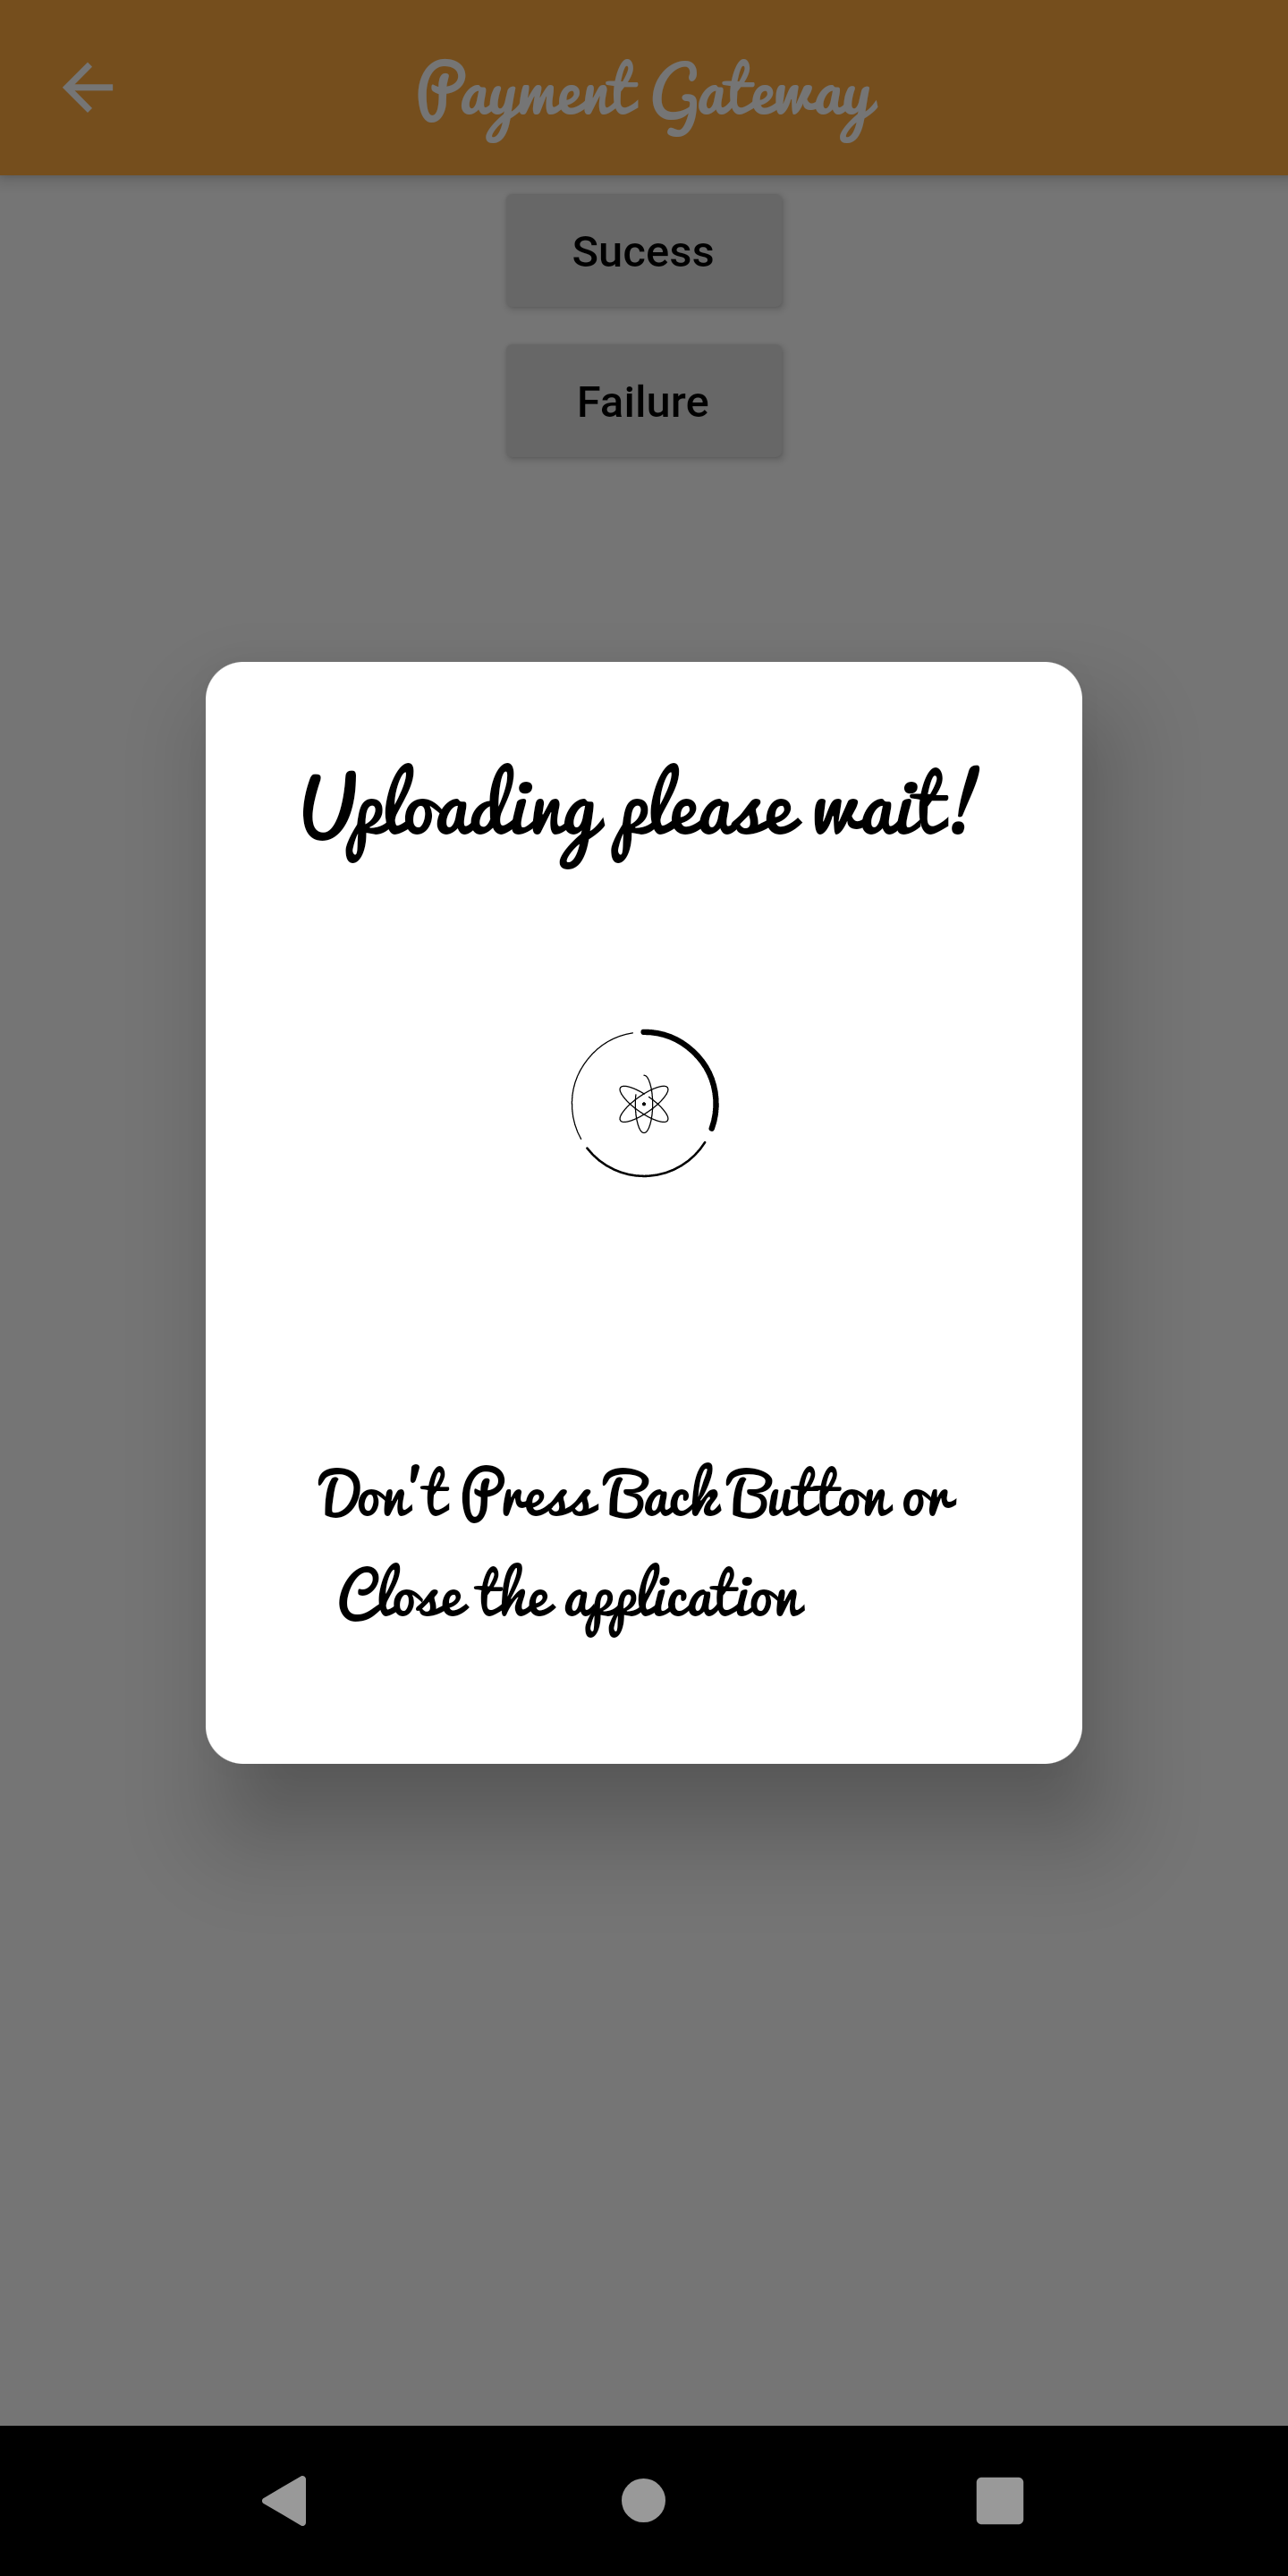 Payment Gateway
Sucess
Failure
Uploading please wait!
Don't Press Back Button or
Close the application